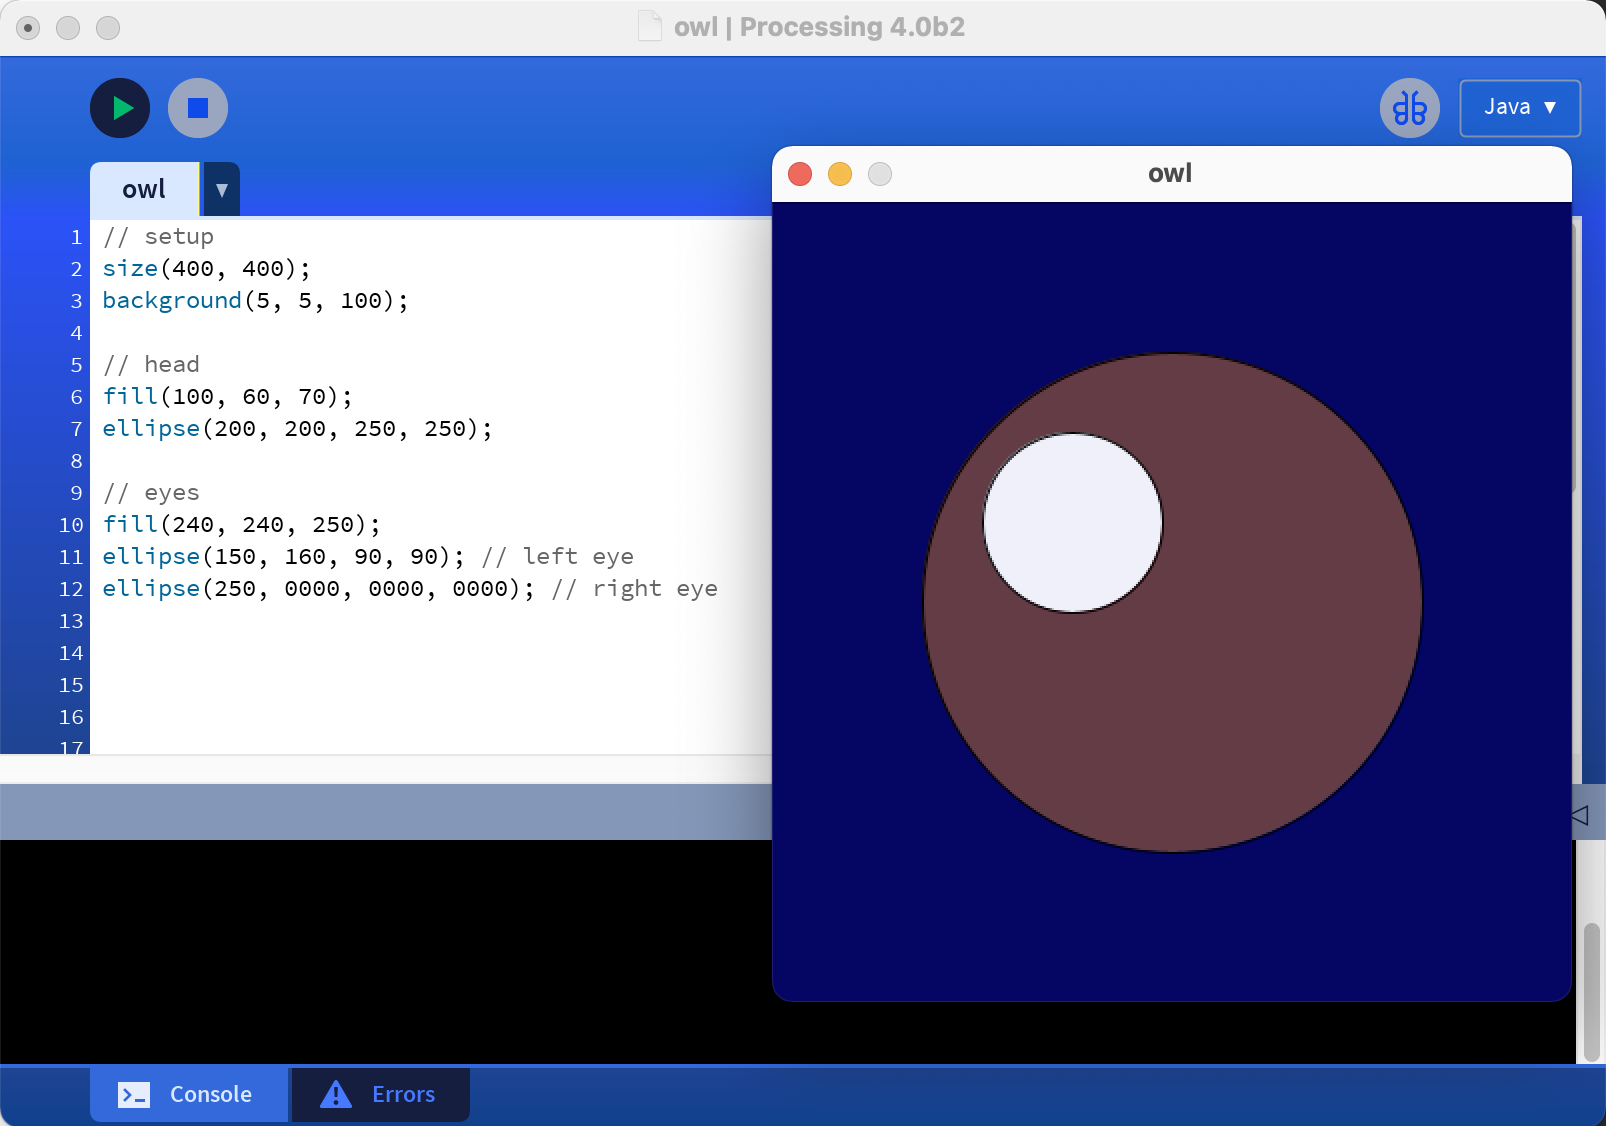 owl | Processing 4.0b2
Java ▼
owl ▼
owl
1 // setup
2 size(400, 400);
3 background(5, 5, 100);
4
5 // head
6 fill(100, 60, 70);
7 ellipse(200, 200, 250, 250);
8
9 // eyes
10 fill(240, 240, 250);
11 ellipse(150, 160, 90, 90); // left eye
12 ellipse(250, 0000, 0000, 0000); // right eye
13
14
15
16
17
Console
Errors